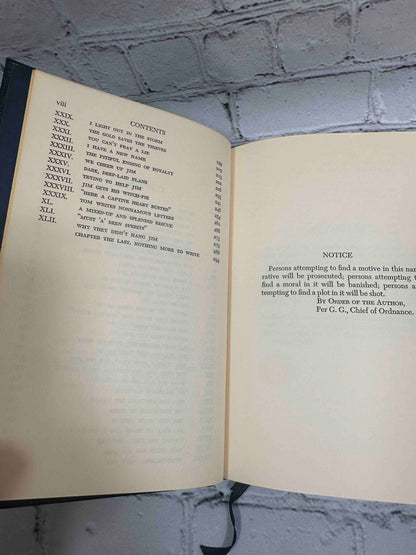 viii
CONTENTS
XXIX. I LIGHT OUT IN THE STORM
XXX. THE GOLD SAVES THE THIEVES
XXXI. YOU CAN'T PRAY A LIE
XXXII. I HAVE A NEW NAME
XXXIII. THE PITIFUL ENDING OF ROYALTY
XXXIV. WE CHEER UP JIM
XXXV. DARK, DEEP-LAID PLANS
XXXVI. TRYING TO HELP JIM
XXXVII. JIM GETS HIS WITCH-PIE
XXXVIII. "HERE A CAPTIVE HEART BUSTED"
XXXIX. TOM WRITES NONNAMOUS LETTERS
XL. A MIXED-UP AND SPLENDID RESCUE
XLI. "MUST 'A' BEEN SPERITS"
XLII. WHY THEY DIDN'T HANG JIM
CHAPTER THE LAST. NOTHING MORE TO WRITE
NOTICE
Persons attempting to find a motive in this nar
rative will be prosecuted; persons attempting t
find a moral in it will be banished; persons a
tempting to find a plot in it will be shot.
By Order of the Author,
Per G. G., Chief of Ordnance.